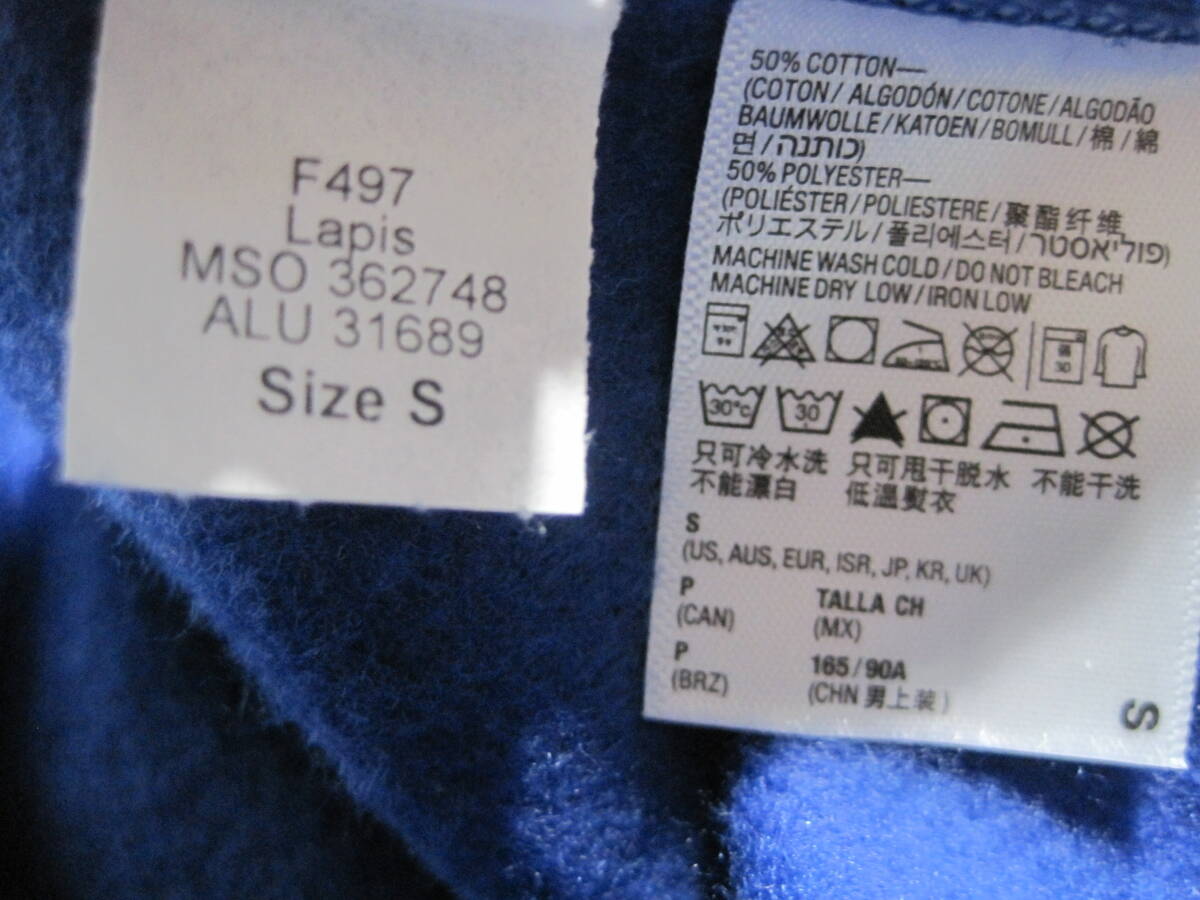 F497
Lapis
MSO 362748
ALU 31689
Size S
50% COTTON—
(COTON / ALGODÓN / COTONE / ALGODÃO
BAUMWOLLE / KATOEN / BOMULL / 棉 / 綿
면 / כותנה)
50% POLYESTER—
(POLIÉSTER / POLIESTERE / 聚酯纤维
ポリエステル / 폴리에스터 / פוליאסטר)
MACHINE WASH COLD / DO NOT BLEACH
MACHINE DRY LOW / IRON LOW
30
30°c 30
只可冷水洗 只可甩干脱水 不能干洗
不能漂白 低温熨衣
S
(US, AUS, EUR, ISR, JP, KR, UK)
P TALLA CH
(CAN) (MX)
P 165 / 90A
(BRZ) (CHN 男上装)
S